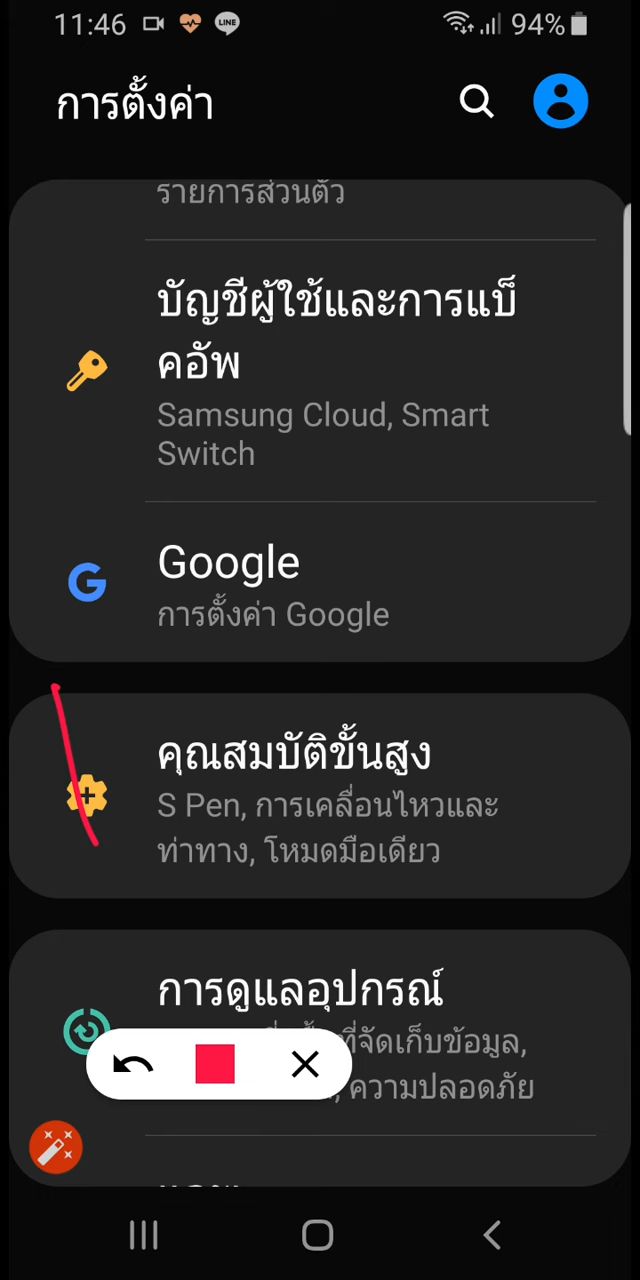 11:46 LINE 94%
การตั้งค่า
รายการส่วนตัว
บัญชีผู้ใช้และการแบ็
คอัพ
Samsung Cloud, Smart
Switch
Google
การตั้งค่า Google
คุณสมบัติขั้นสูง
S Pen, การเคลื่อนไหวและ
ท่าทาง, โหมดมือเดียว
การดูแลอุปกรณ์
ที่จัดเก็บข้อมูล,
ความปลอดภัย